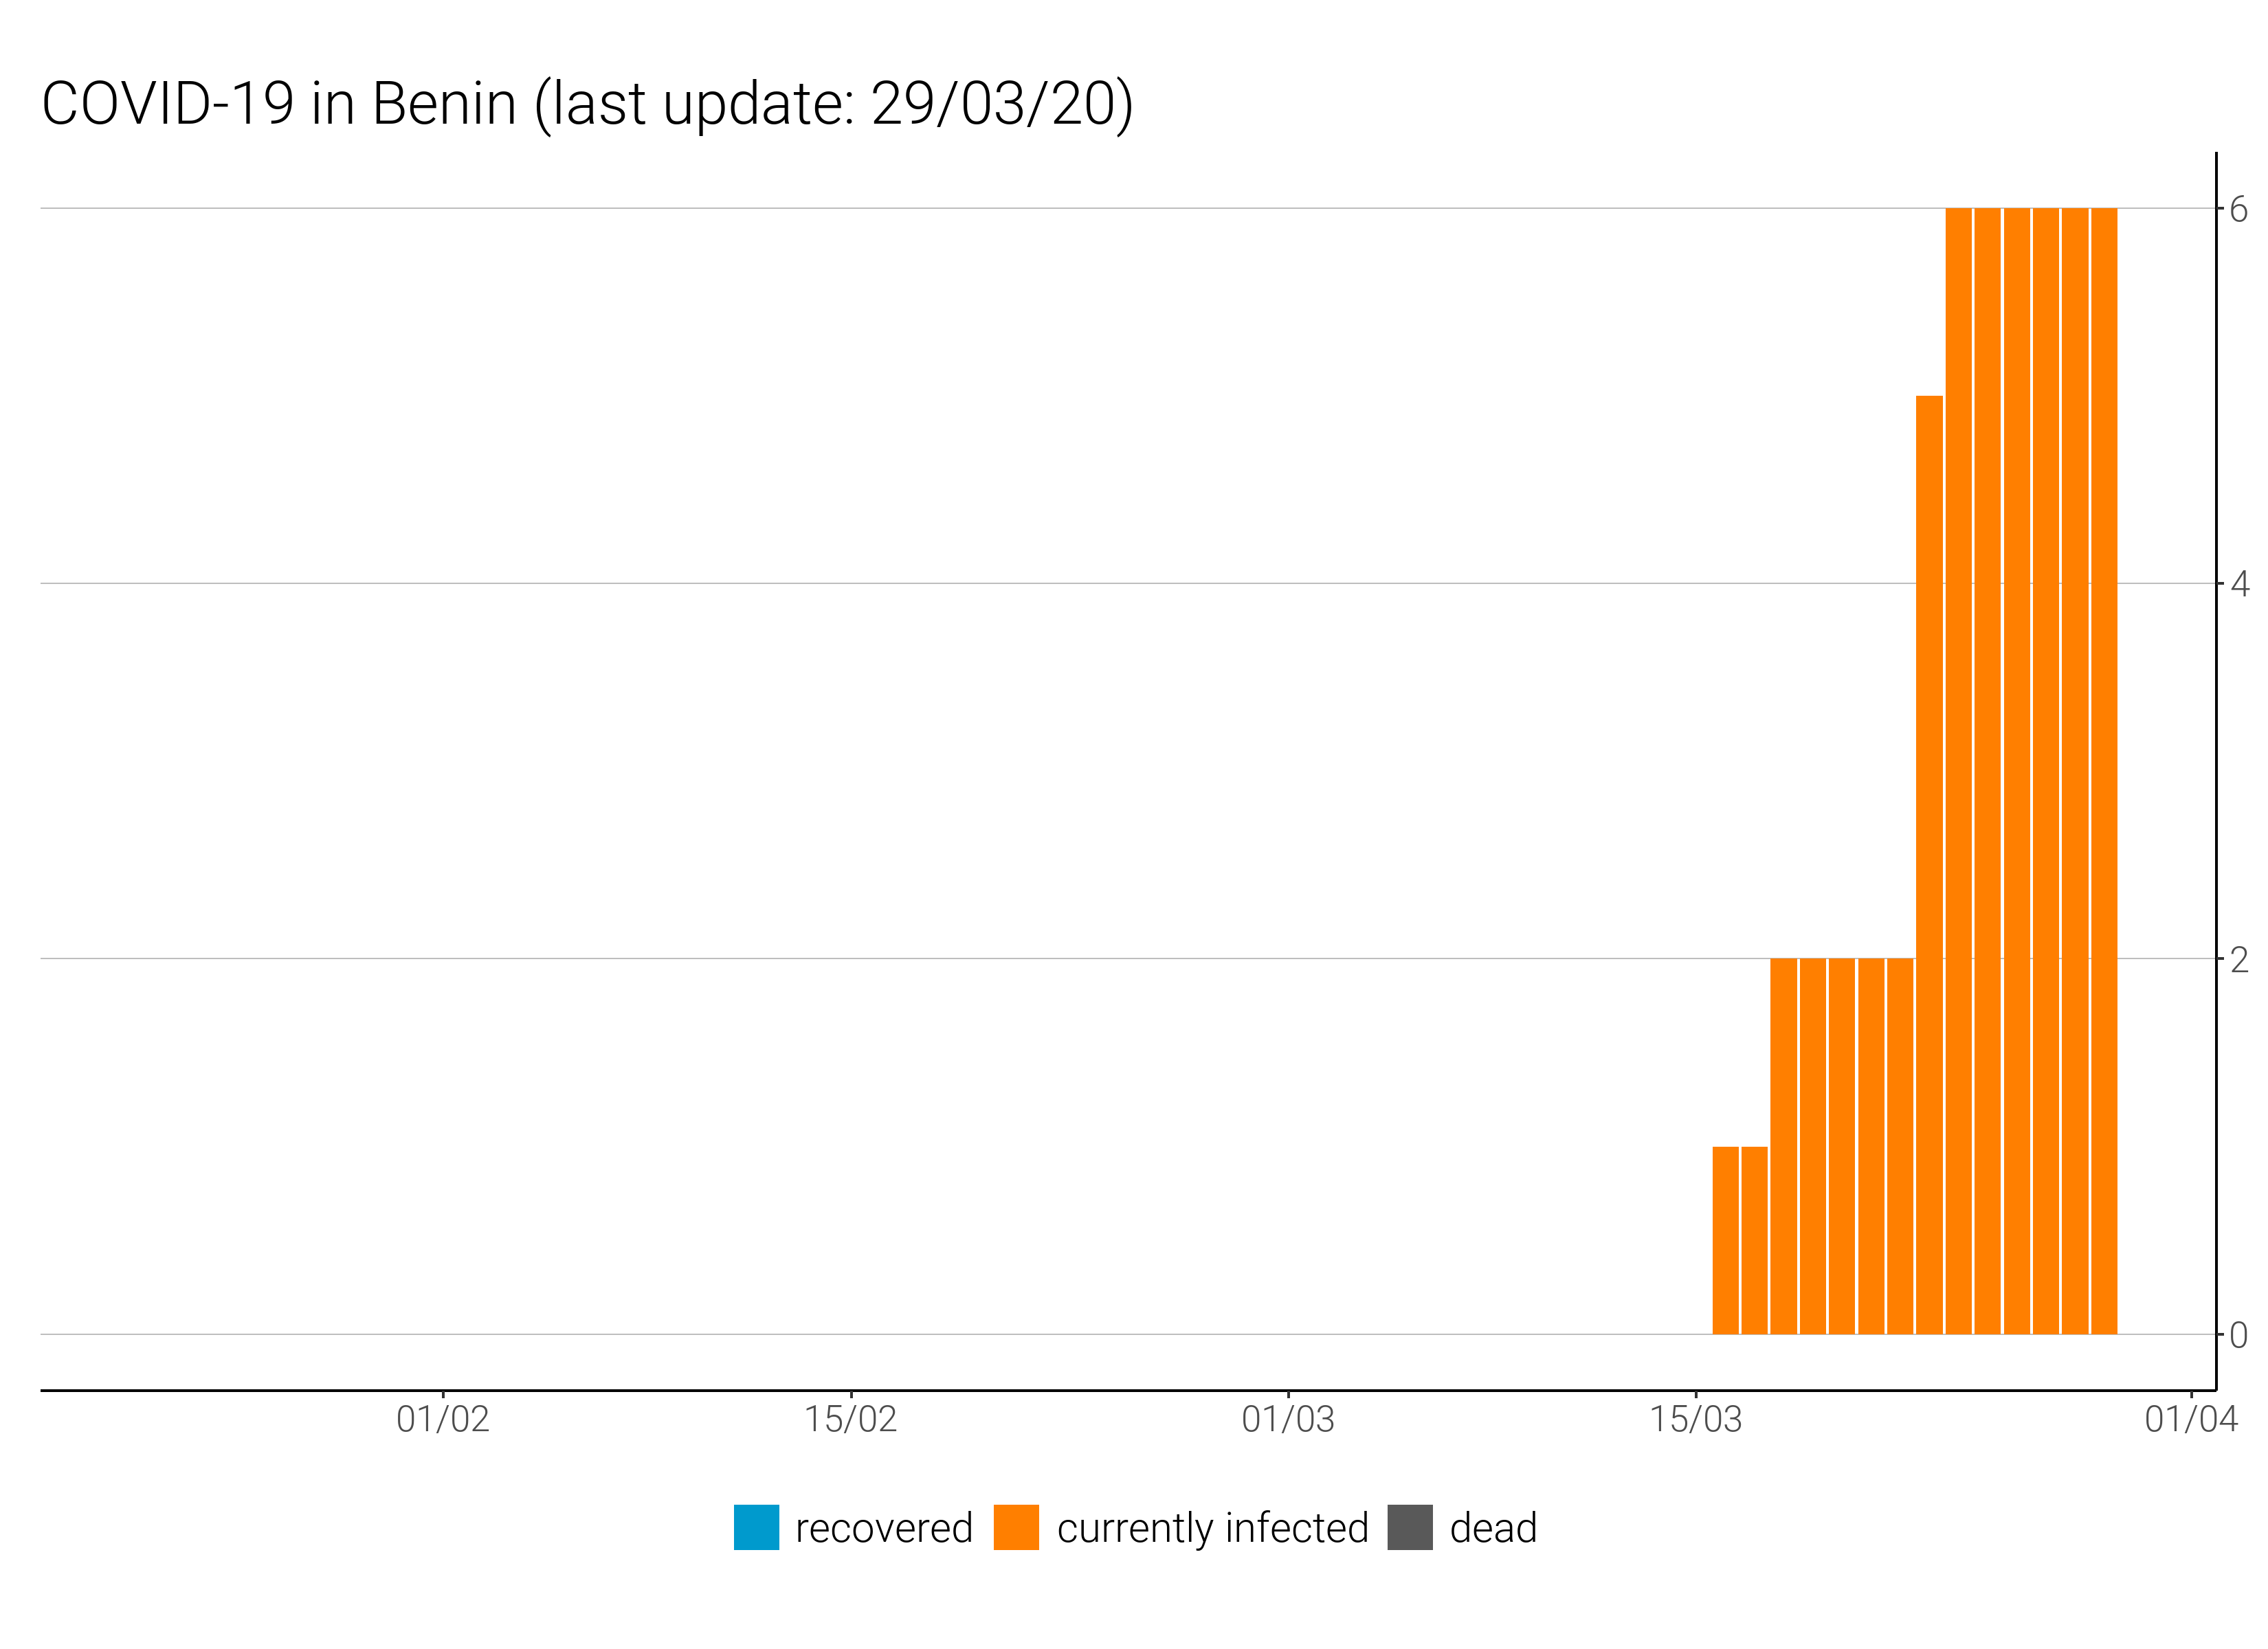 COVID-19 in Benin (last update: 29/03/20)
6
4
2
0
01/02 15/02 01/03 15/03 01/04
recovered currently infected dead